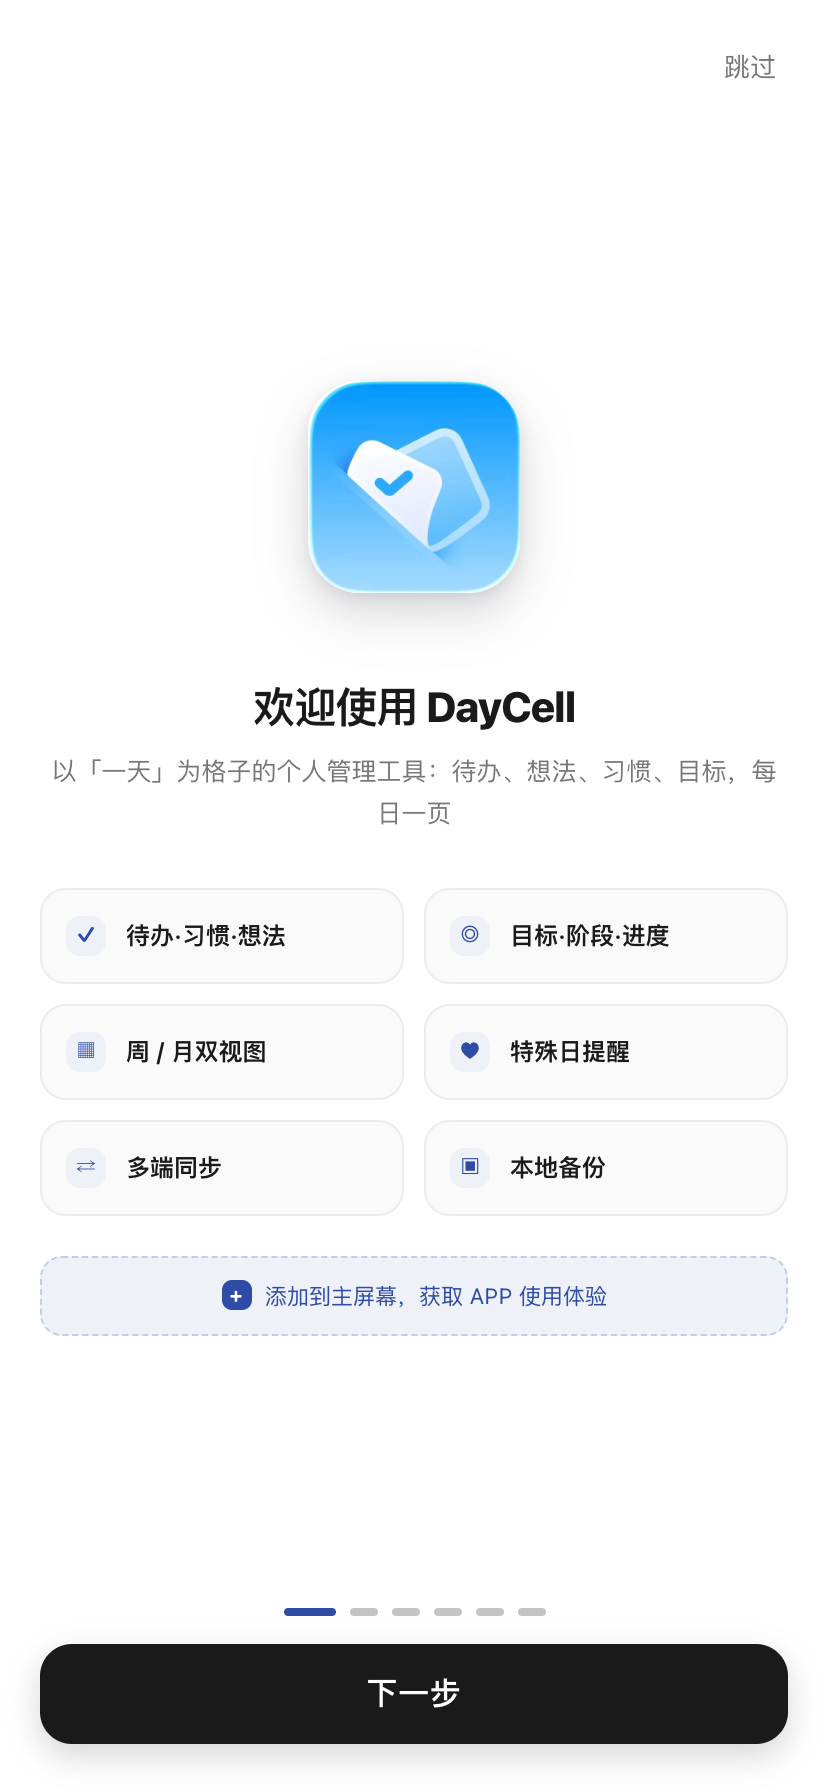 跳过
欢迎使用 DayCell
以「一天」为格子的个人管理工具：待办、想法、习惯、目标，每
日一页
待办·习惯·想法
目标·阶段·进度
周 / 月双视图
特殊日提醒
多端同步
本地备份
添加到主屏幕，获取 APP 使用体验
下一步